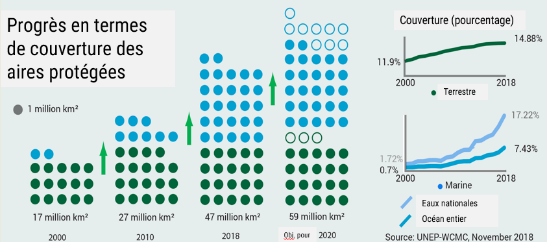 Progrès en termes
de couverture des
aires protégées
1 million km²
17 million km²
27 million km²
47 million km²
59 million km²
2000
2010
2018
Obj. pour 2020
Couverture (pourcentage)
14.88%
11.9%
2000
2018
Terrestre
17.22%
7.43%
1.72%
0.7%
2000
2018
Marine
Eaux nationales
Océan entier
Source: UNEP-WCMC, November 2018